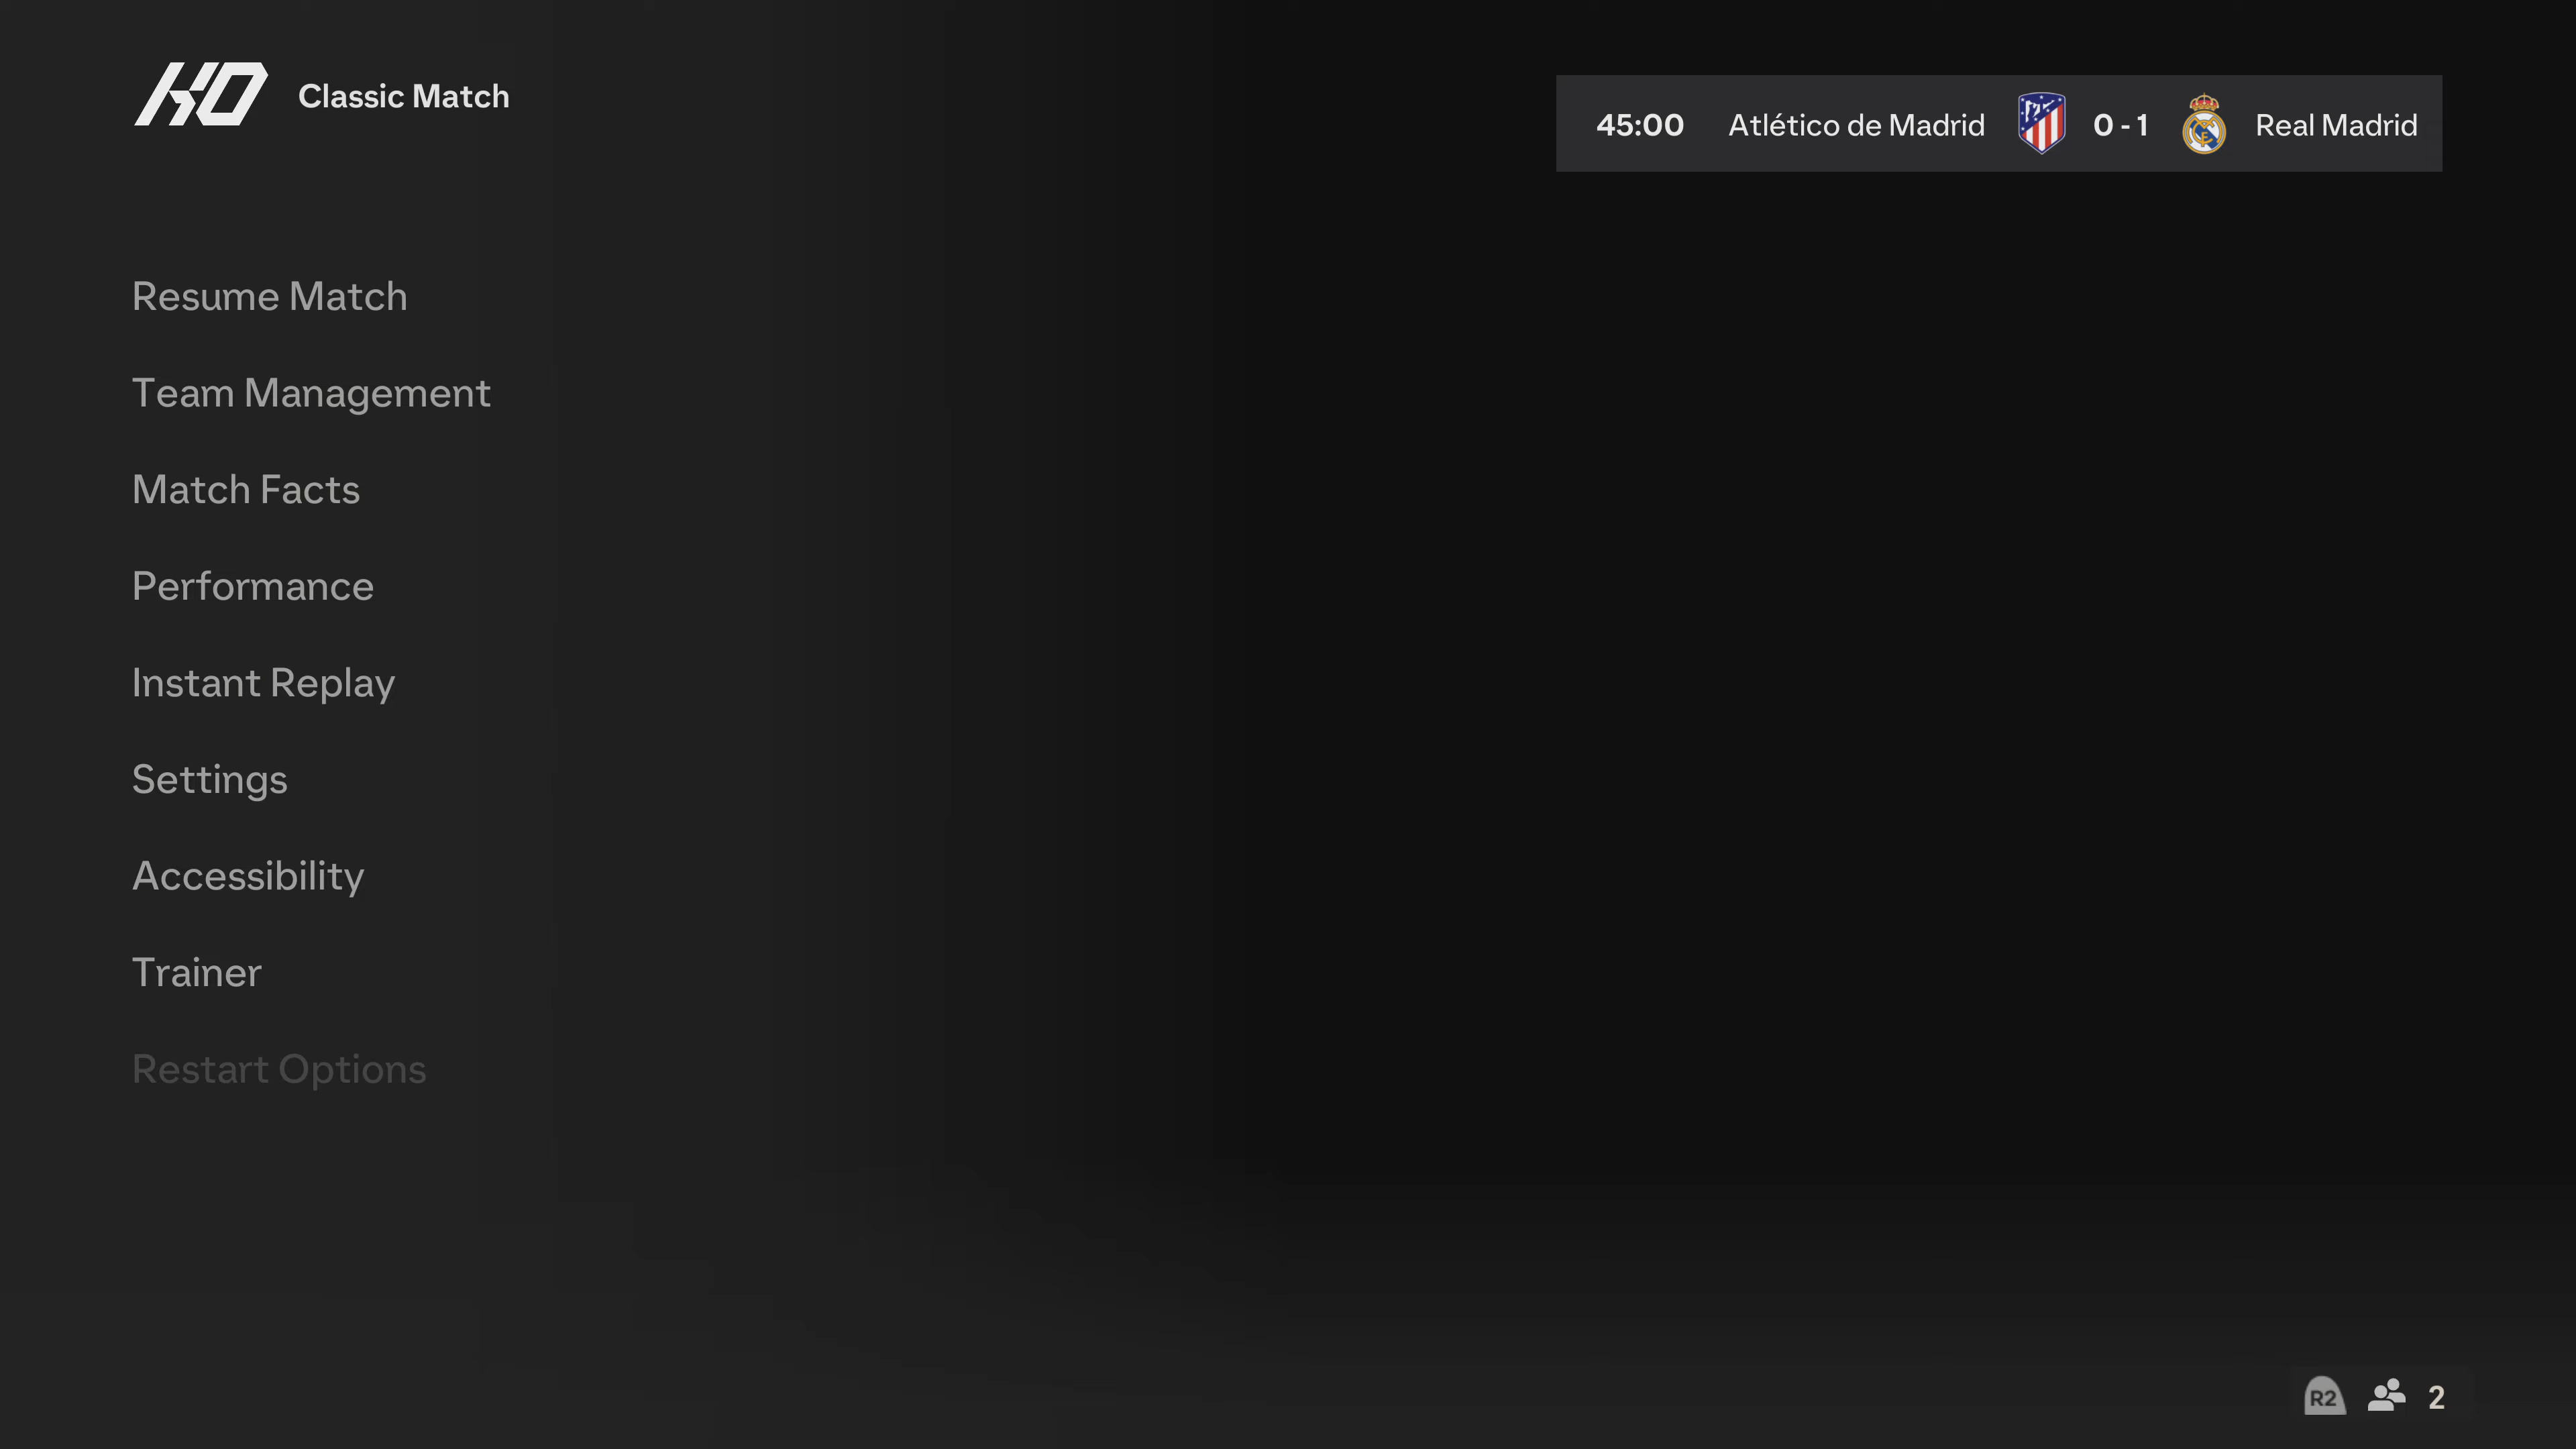 KO Classic Match
45:00 Atlético de Madrid 0 - 1 Real Madrid
Resume Match
Team Management
Match Facts
Performance
Instant Replay
Settings
Accessibility
Trainer
Restart Options
R2 2